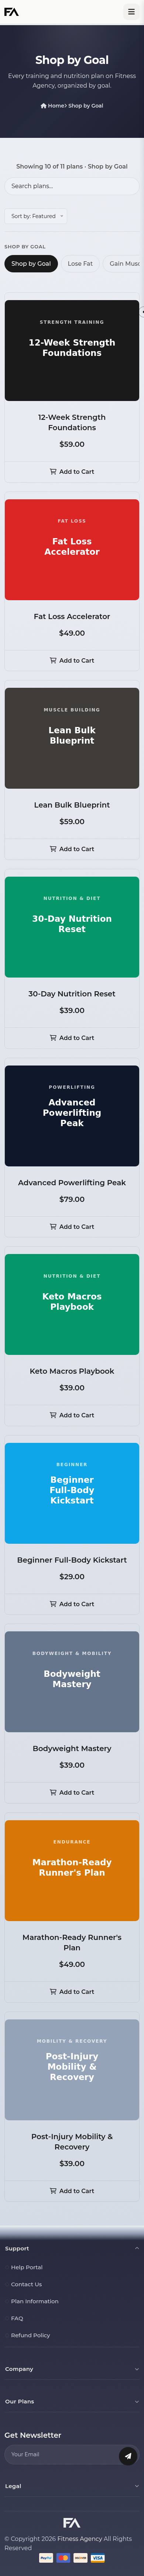 FA
Shop by Goal
Every training and nutrition plan on Fitness
Agency, organized by goal.
Home Shop by Goal
Showing 10 of 11 plans · Shop by Goal
Search plans...
Sort by: Featured
SHOP BY GOAL
Shop by Goal
Lose Fat
Gain Musc
STRENGTH TRAINING
12-Week Strength
Foundations
12-Week Strength
Foundations
$59.00
Add to Cart
FAT LOSS
Fat Loss
Accelerator
Fat Loss Accelerator
$49.00
Add to Cart
MUSCLE BUILDING
Lean Bulk
Blueprint
Lean Bulk Blueprint
$59.00
Add to Cart
NUTRITION & DIET
30-Day Nutrition
Reset
30-Day Nutrition Reset
$39.00
Add to Cart
POWERLIFTING
Advanced
Powerlifting
Peak
Advanced Powerlifting Peak
$79.00
Add to Cart
NUTRITION & DIET
Keto Macros
Playbook
Keto Macros Playbook
$39.00
Add to Cart
BEGINNER
Beginner
Full-Body
Kickstart
Beginner Full-Body Kickstart
$29.00
Add to Cart
BODYWEIGHT & MOBILITY
Bodyweight
Mastery
Bodyweight Mastery
$39.00
Add to Cart
ENDURANCE
Marathon-Ready
Runner's Plan
Marathon-Ready Runner's
Plan
$49.00
Add to Cart
MOBILITY & RECOVERY
Post-Injury
Mobility &
Recovery
Post-Injury Mobility &
Recovery
$39.00
Add to Cart
Support
Help Portal
Contact Us
Plan Information
FAQ
Refund Policy
Company
Our Plans
Get Newsletter
Your Email
Legal
FA
© Copyright 2026 Fitness Agency All Rights
Reserved
PayPal
VISA